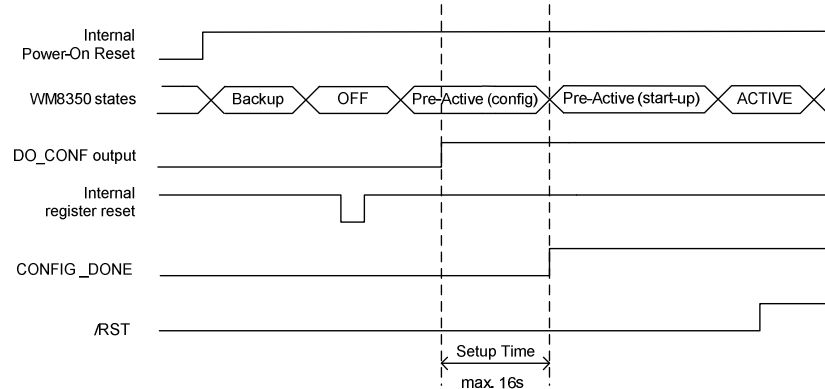 Internal
Power-On Reset
WM8350 states
Backup
OFF
Pre-Active (config)
Pre-Active (start-up)
ACTIVE
DO_CONF output
Internal
register reset
CONFIG_DONE
/RST
Setup Time
max. 16s